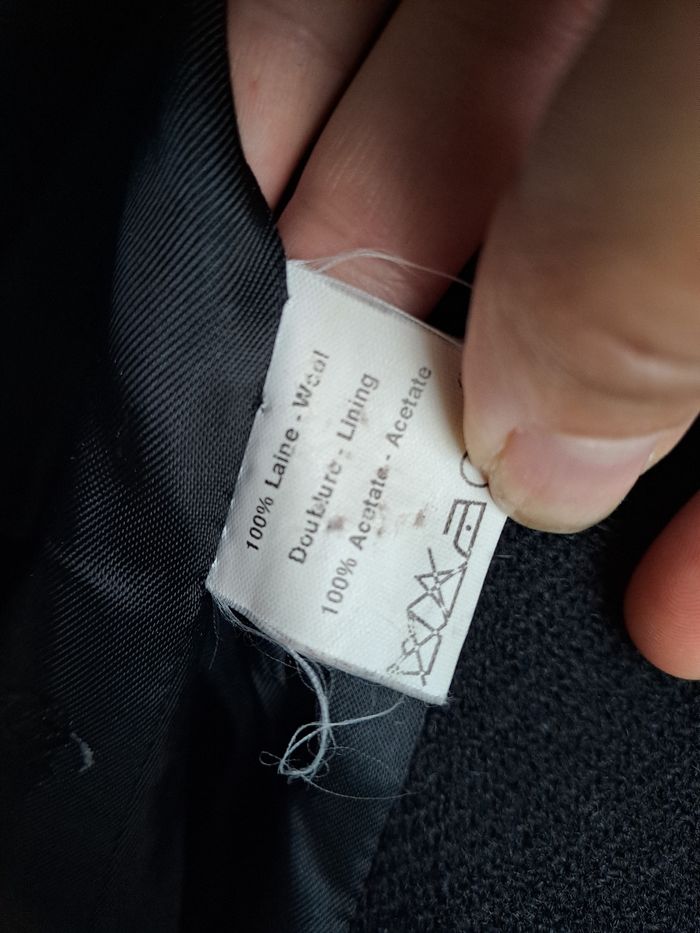 100% Laine - Wool
Doublure - Lining
100% Acetate - Acetate